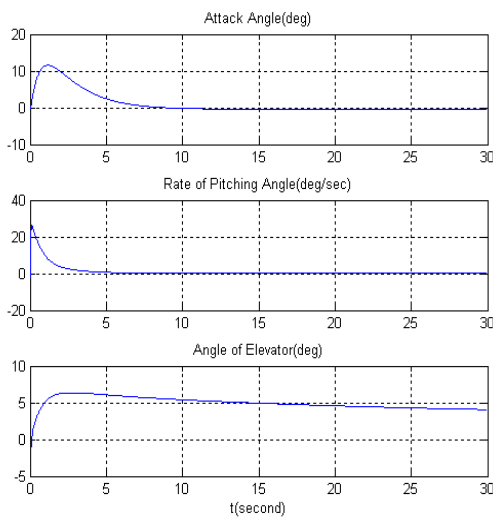 Attack Angle(deg)
20
10
0
-10
0 5 10 15 20 25 30
Rate of Pitching Angle(deg/sec)
40
20
0
-20
0 5 10 15 20 25 30
Angle of Elevator(deg)
10
5
0
-5
0 5 10 15 20 25 30
t(second)